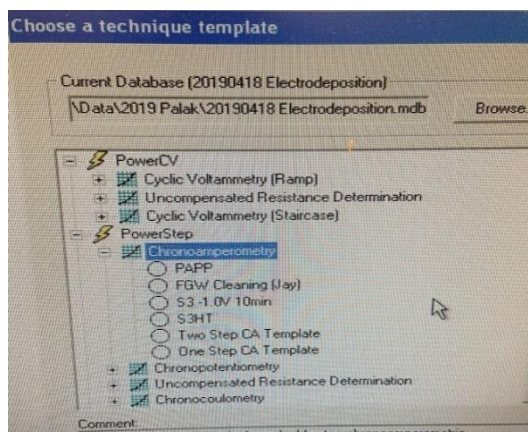 Choose a technique template
Current Database (20190418 Electrodeposition)
\Data\2019 Palak\20190418 Electrodeposition.mdb
Browse.
PowerCV
Cyclic Voltammetry (Ramp)
Uncompensated Resistance Determination
Cyclic Voltammetry (Staircase)
PowerStep
Chronoamperometry
PAPP
FGW Cleaning (Jay)
S3 -1.0V 10min
S3HT
Two Step CA Template
One Step CA Template
Chronopotentiometry
Uncompensated Resistance Determination
Chronocoulometry
Comment: